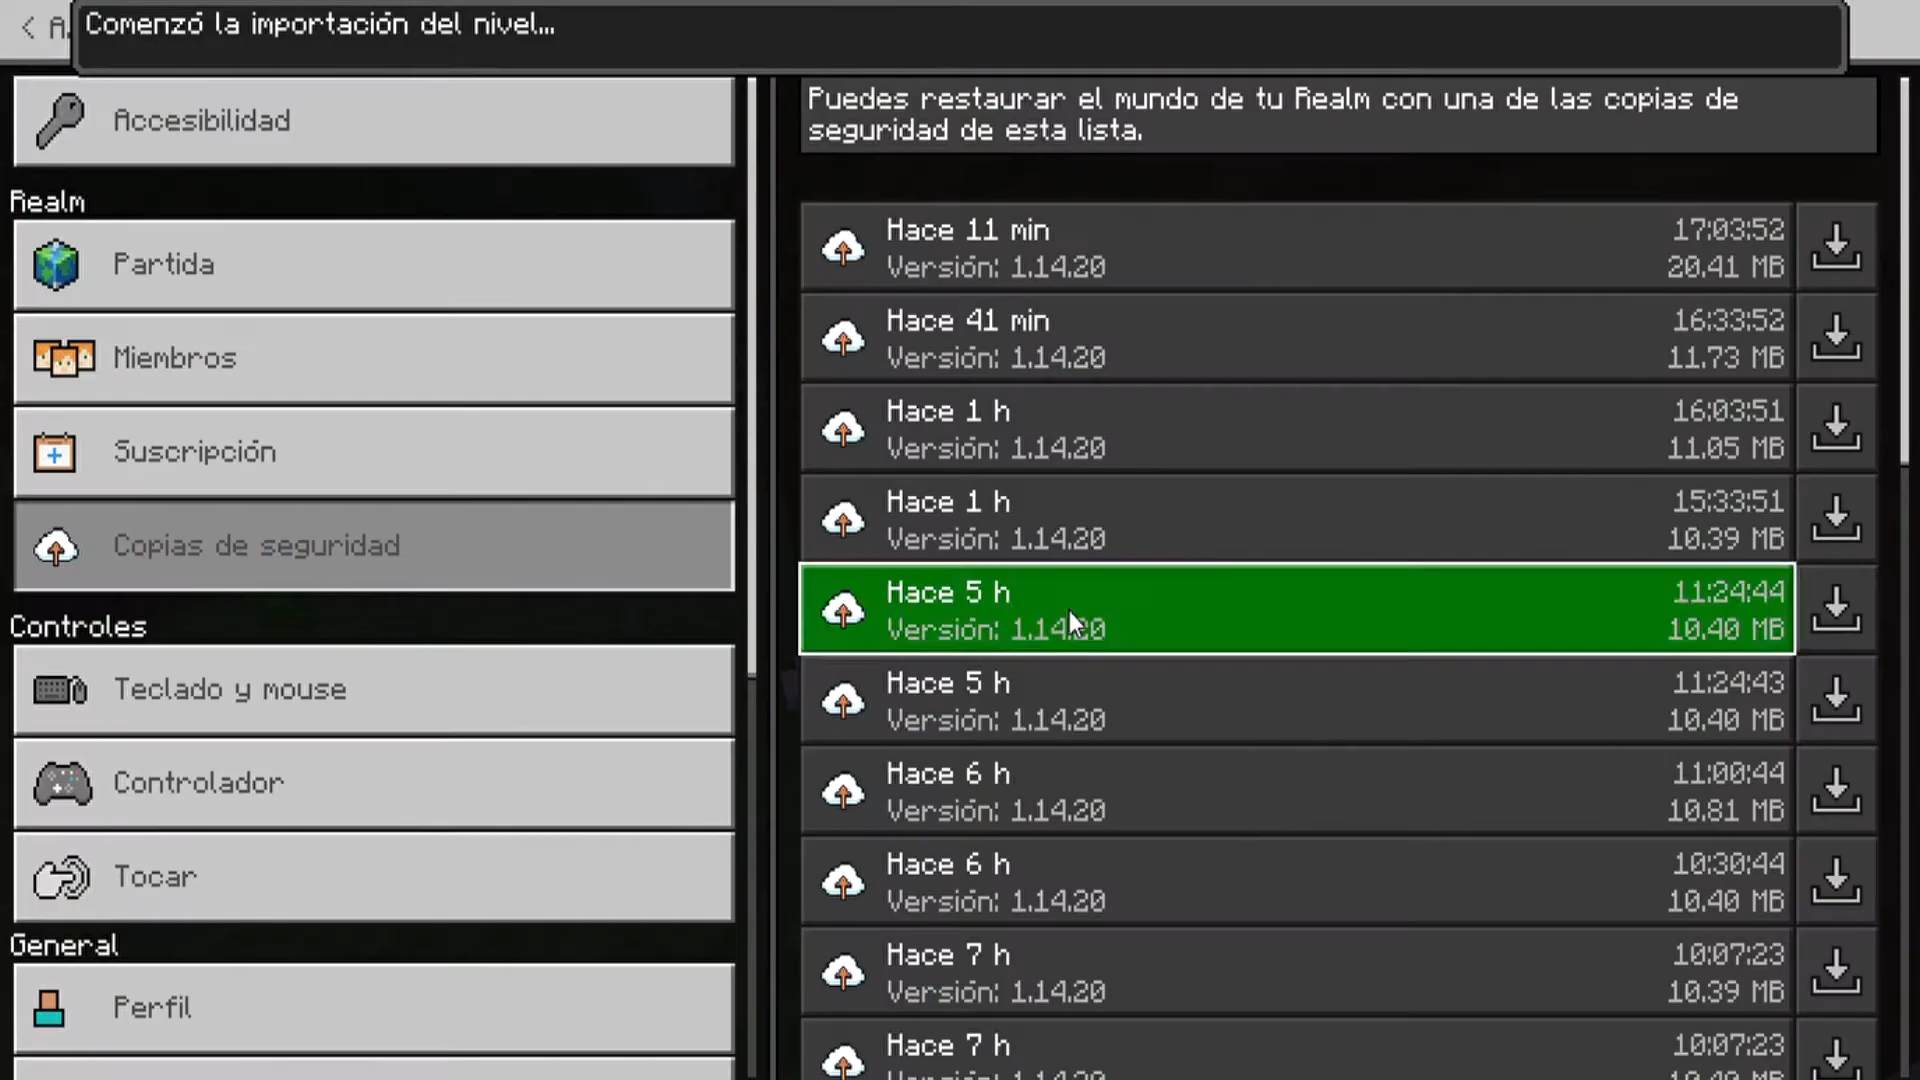 Comenzó la importación del nivel...
Accesibilidad
Realm
Partida
Miembros
Suscripción
Copias de seguridad
Controles
Teclado y mouse
Controlador
Tocar
General
Perfil
Puedes restaurar el mundo de tu Realm con una de las copias de
seguridad de esta lista.
Hace 11 min 17:03:52
Versión: 1.14.20 20.41 MB
Hace 41 min 16:33:52
Versión: 1.14.20 11.73 MB
Hace 1 h 16:03:51
Versión: 1.14.20 11.05 MB
Hace 1 h 15:33:51
Versión: 1.14.20 10.39 MB
Hace 5 h 11:24:44
Versión: 1.14.20 10.40 MB
Hace 5 h 11:24:43
Versión: 1.14.20 10.40 MB
Hace 6 h 11:00:44
Versión: 1.14.20 10.81 MB
Hace 6 h 10:30:44
Versión: 1.14.20 10.40 MB
Hace 7 h 10:07:23
Versión: 1.14.20 10.39 MB
Hace 7 h 10:07:23